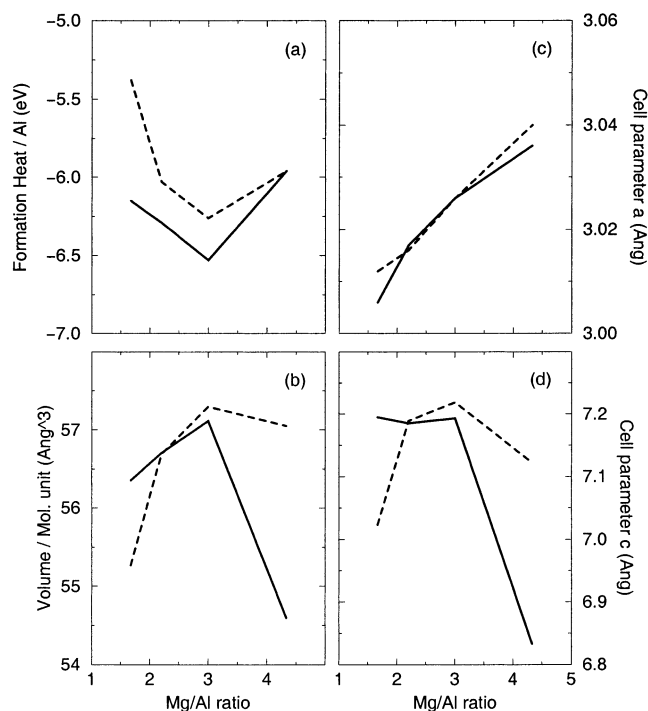 −5.0
−5.5
−6.0
−6.5
−7.0
Formation Heat / Al (eV)
(a)
(c)
3.06
3.04
3.02
3.00
Cell parameter a (Ang)
57
56
55
54
Volume / Mol. unit (Ang^3)
(b)
(d)
7.2
7.1
7.0
6.9
6.8
Cell parameter c (Ang)
1 2 3 4 1 2 3 4 5
Mg/Al ratio Mg/Al ratio